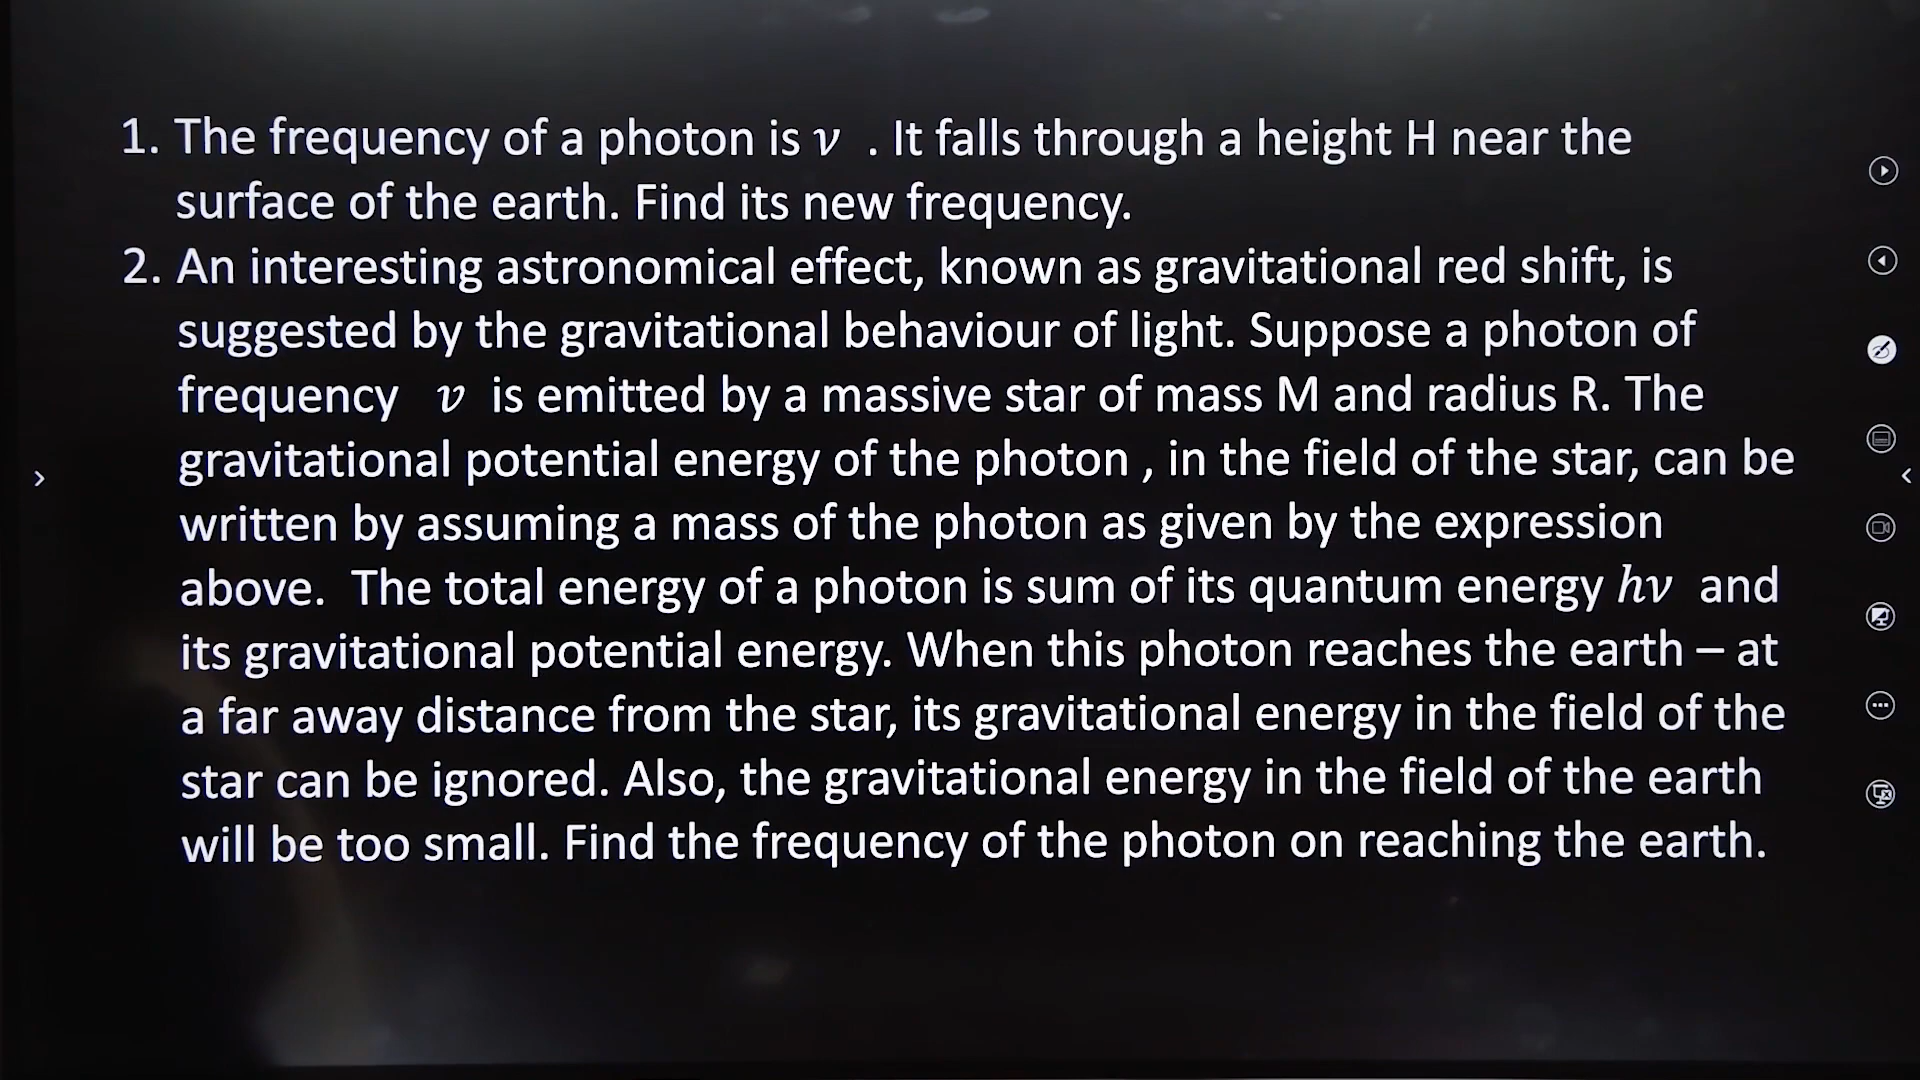 1. The frequency of a photon is ν . It falls through a height H near the
surface of the earth. Find its new frequency.
2. An interesting astronomical effect, known as gravitational red shift, is
suggested by the gravitational behaviour of light. Suppose a photon of
frequency ν is emitted by a massive star of mass M and radius R. The
gravitational potential energy of the photon , in the field of the star, can be
written by assuming a mass of the photon as given by the expression
above. The total energy of a photon is sum of its quantum energy hν and
its gravitational potential energy. When this photon reaches the earth – at
a far away distance from the star, its gravitational energy in the field of the
star can be ignored. Also, the gravitational energy in the field of the earth
will be too small. Find the frequency of the photon on reaching the earth.